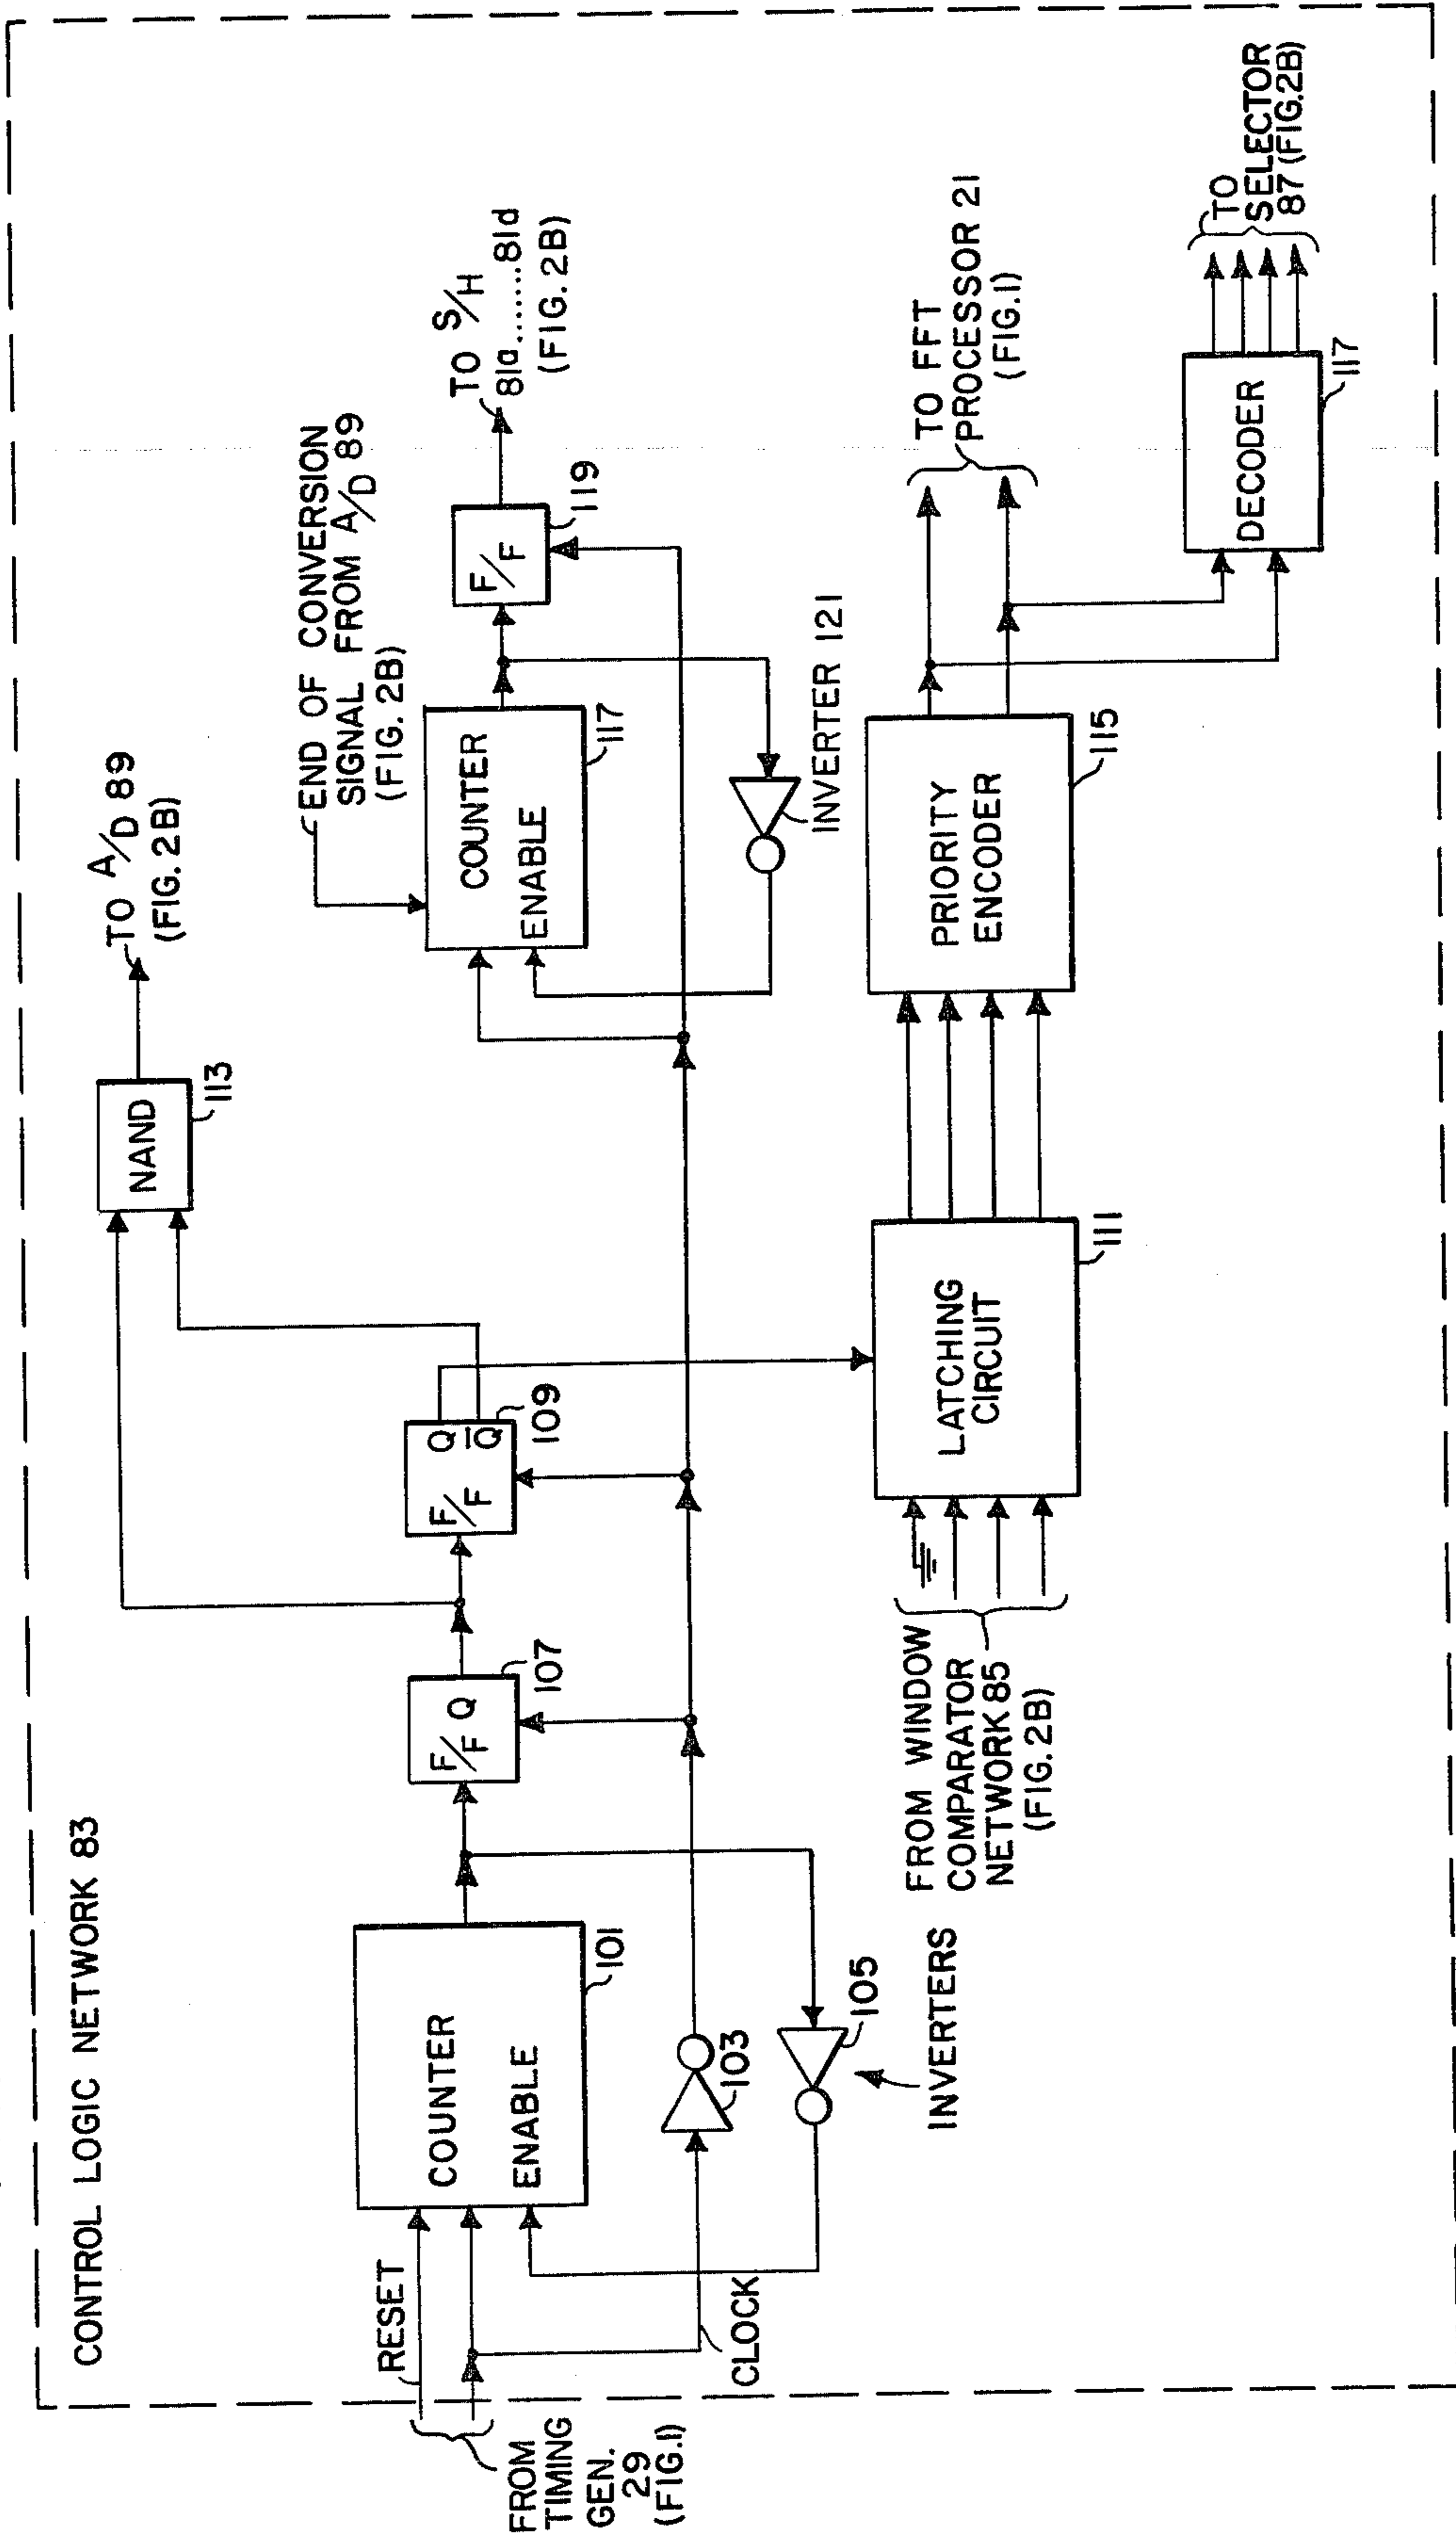 CONTROL LOGIC NETWORK 83
FROM
TIMING
GEN.
29
(FIG.1)
RESET
CLOCK
COUNTER
ENABLE
101
103
105
INVERTERS
F/F Q
107
F/F Q
Q̅
109
NAND
113
TO A/D 89
(FIG. 2B)
END OF CONVERSION
SIGNAL FROM A/D 89
(FIG. 2B)
COUNTER
ENABLE
117
INVERTER 121
F/F
119
TO S/H
81a.......81d
(FIG. 2B)
FROM WINDOW
COMPARATOR
NETWORK 85
(FIG. 2B)
LATCHING
CIRCUIT
111
PRIORITY
ENCODER
115
TO FFT
PROCESSOR 21
(FIG.1)
DECODER
117
TO
SELECTOR
87 (FIG.2B)